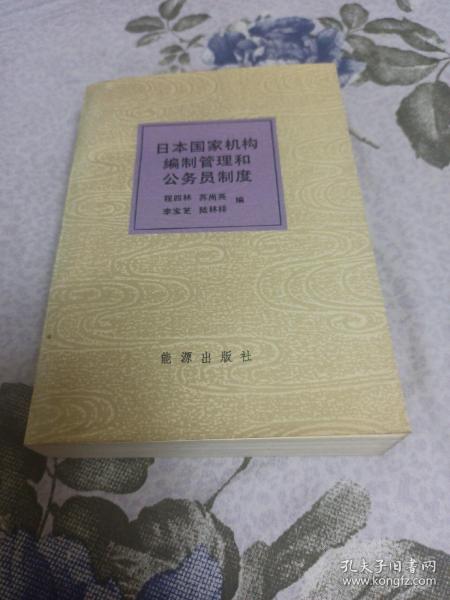 日本国家机构
编制管理和
公务员制度
程四林 苏尚尧
李宝芝 陆林祥 编
能源出版社
孔夫子旧书网
www.kongfz.com